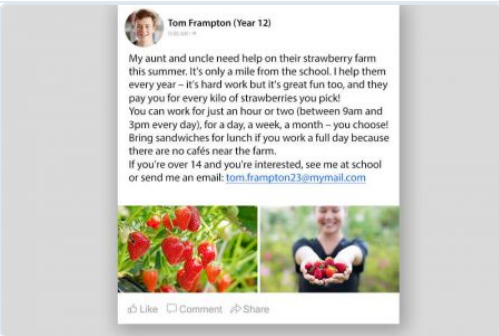 Tom Frampton (Year 12)
My aunt and uncle need help on their strawberry farm
this summer. It's only a mile from the school. I help them
every year – it's hard work but it's great fun too, and they
pay you for every kilo of strawberries you pick!
You can work for just an hour or two (between 9am and
3pm every day), for a day, a week, a month – you choose!
Bring sandwiches for lunch if you work a full day because
there are no cafés near the farm.
If you're over 14 and you're interested, see me at school
or send me an email: tom.frampton23@mymail.com
Like Comment Share